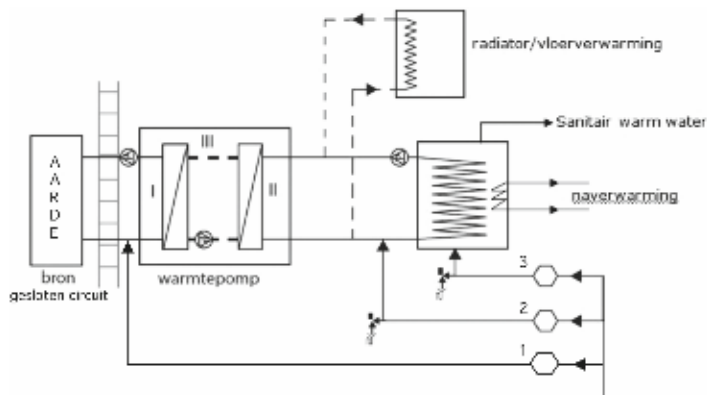 radiator/vloerverwarming
Sanitair warm water
III
A
A
R
D
E
I
II
naverwarming
bron
gesloten circuit
warmtepomp
3
2
1